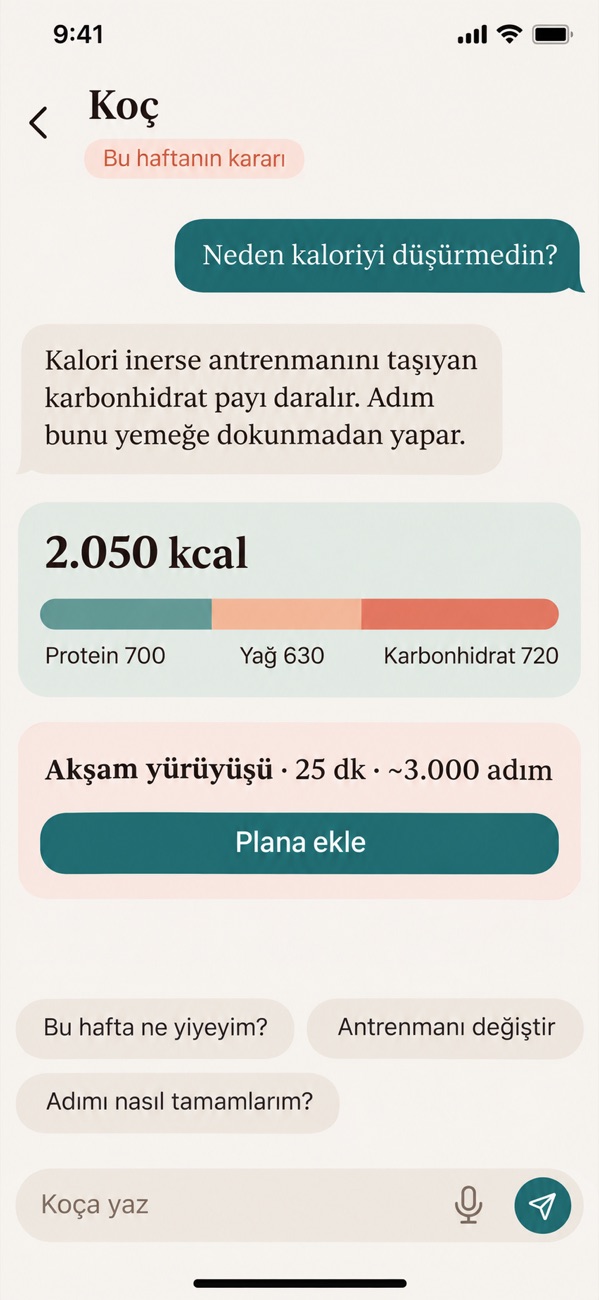 9:41
Koç
Bu haftanın kararı
Neden kaloriyi düşürmedin?
Kalori inerse antrenmanını taşıyan
karbonhidrat payı daralır. Adım
bunu yemeğe dokunmadan yapar.
2.050 kcal
Protein 700 Yağ 630 Karbonhidrat 720
Akşam yürüyüşü · 25 dk · ~3.000 adım
Plana ekle
Bu hafta ne yiyeyim? Antrenmanı değiştir
Adımı nasıl tamamlarım?
Koça yaz